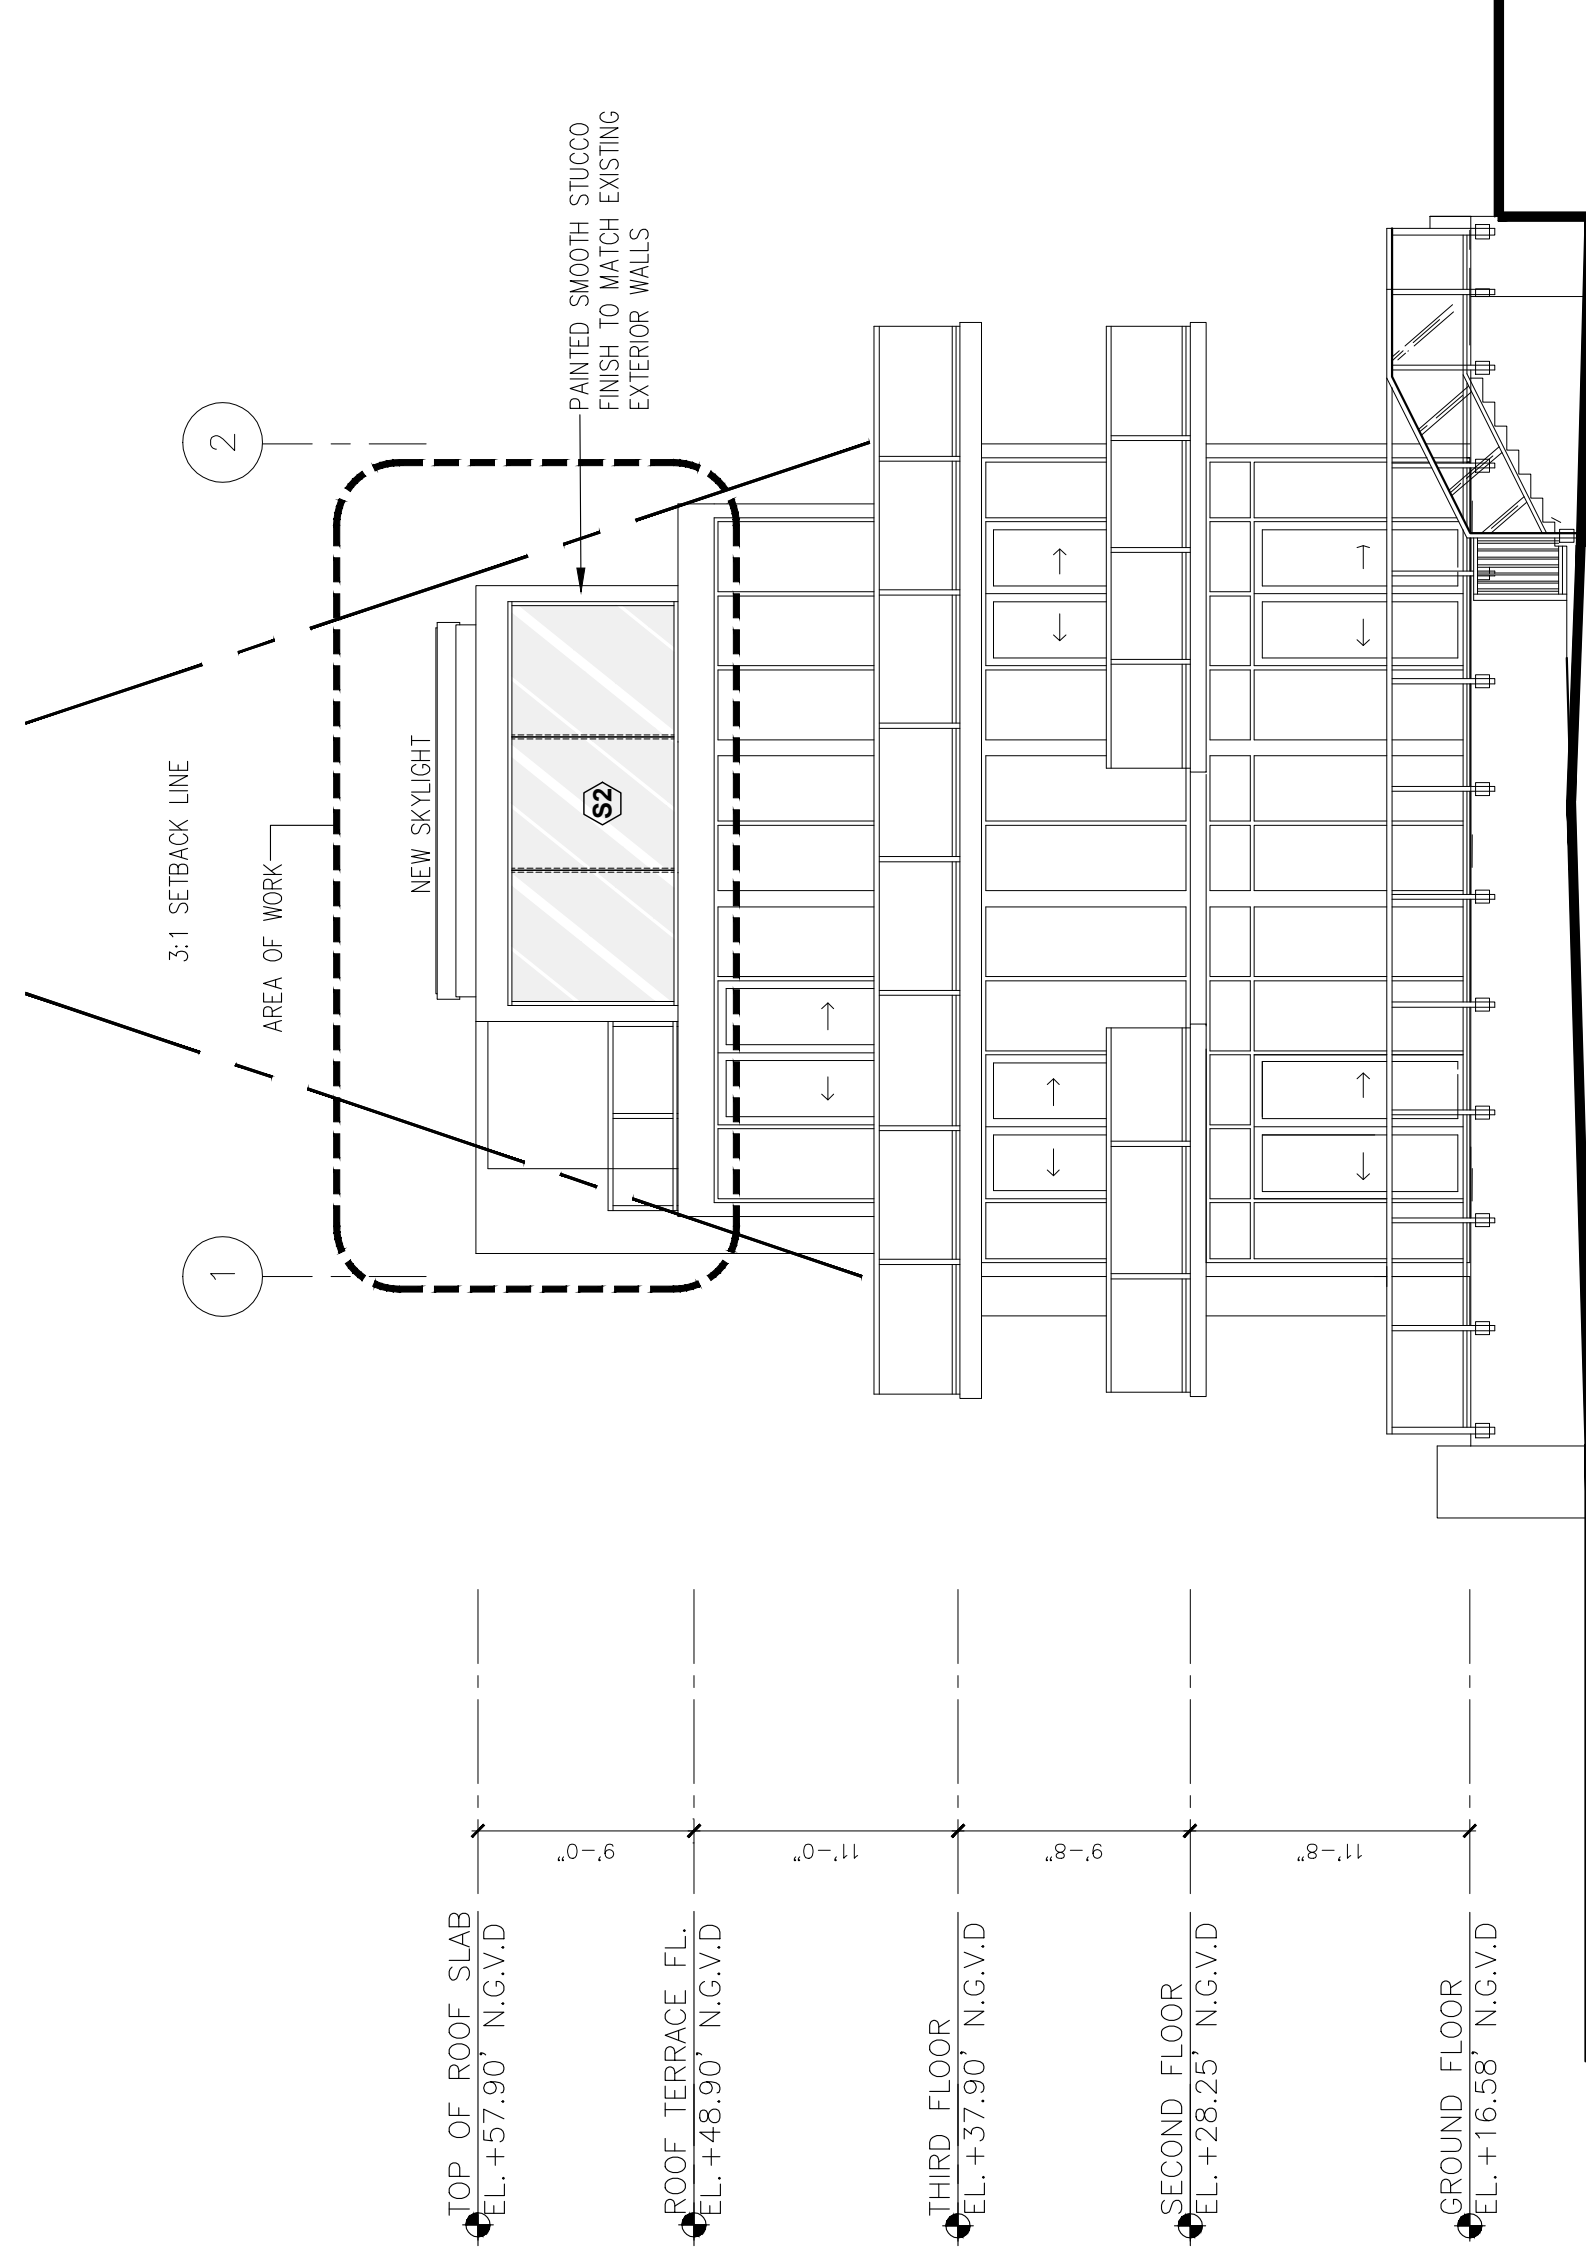 3:1 SETBACK LINE
AREA OF WORK
NEW SKYLIGHT
PAINTED SMOOTH STUCCO
FINISH TO MATCH EXISTING
EXTERIOR WALLS
1
2
S2
TOP OF ROOF SLAB
EL. +57.90' N.G.V.D
9'-0"
ROOF TERRACE FL.
EL. +48.90' N.G.V.D
11'-0"
THIRD FLOOR
EL. +37.90' N.G.V.D
9'-8"
SECOND FLOOR
EL. +28.25' N.G.V.D
11'-8"
GROUND FLOOR
EL. +16.58' N.G.V.D